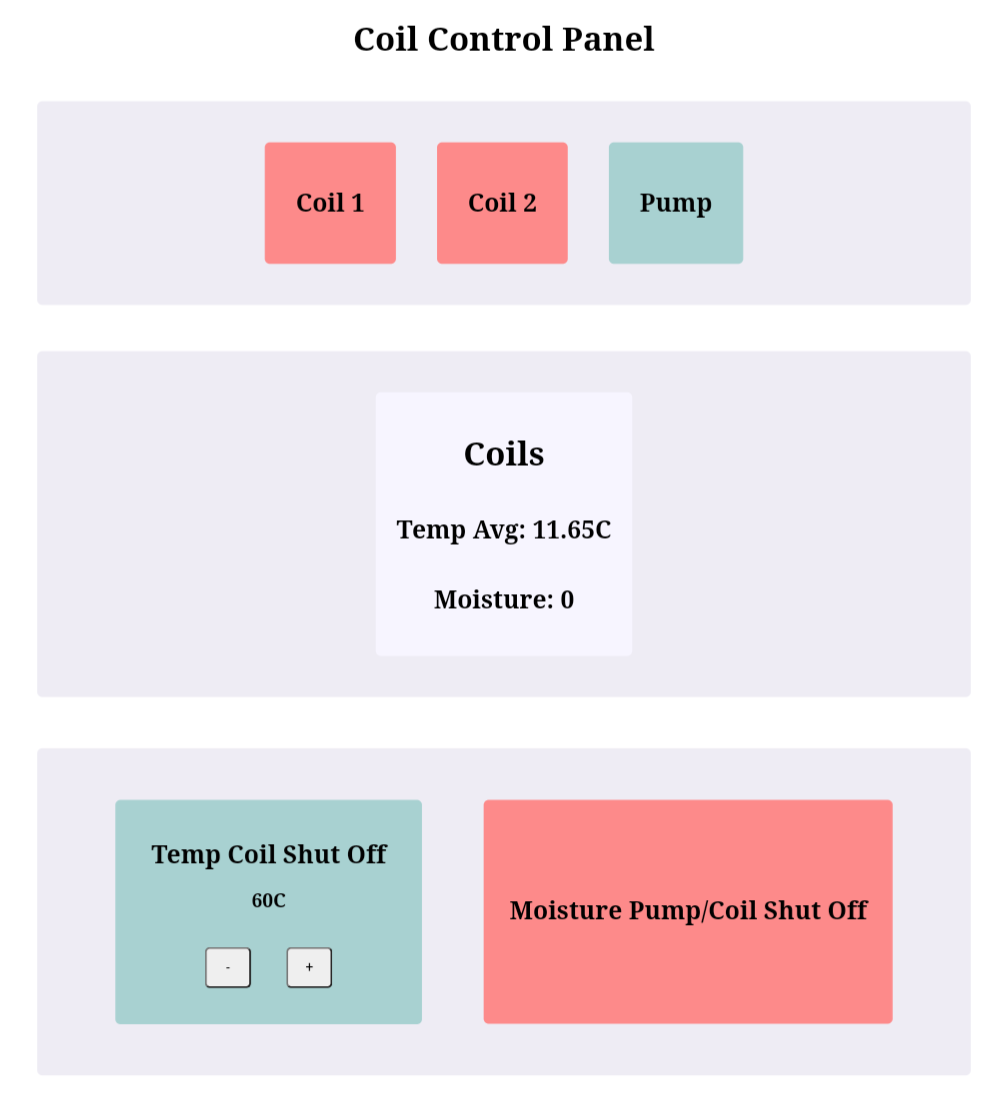 Coil Control Panel
Coil 1
Coil 2
Pump
Coils
Temp Avg: 11.65C
Moisture: 0
Temp Coil Shut Off
60C
-
+
Moisture Pump/Coil Shut Off